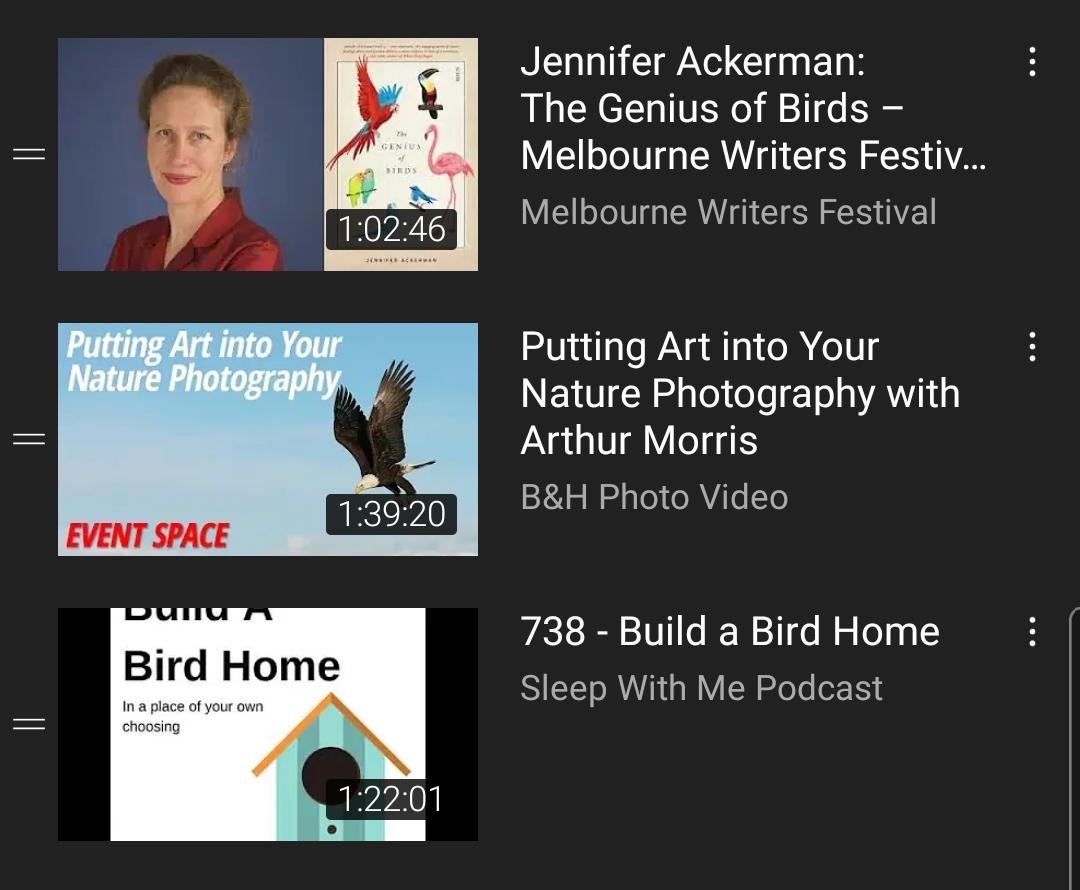 Jennifer Ackerman:
The Genius of Birds –
Melbourne Writers Festiv...
Melbourne Writers Festival
The
GENIUS
of
BIRDS
JENNIFER ACKERMAN
1:02:46
Putting Art into Your
Nature Photography
EVENT SPACE
1:39:20
Putting Art into Your
Nature Photography with
Arthur Morris
B&H Photo Video
Build A
Bird Home
In a place of your own
choosing
1:22:01
738 - Build a Bird Home
Sleep With Me Podcast